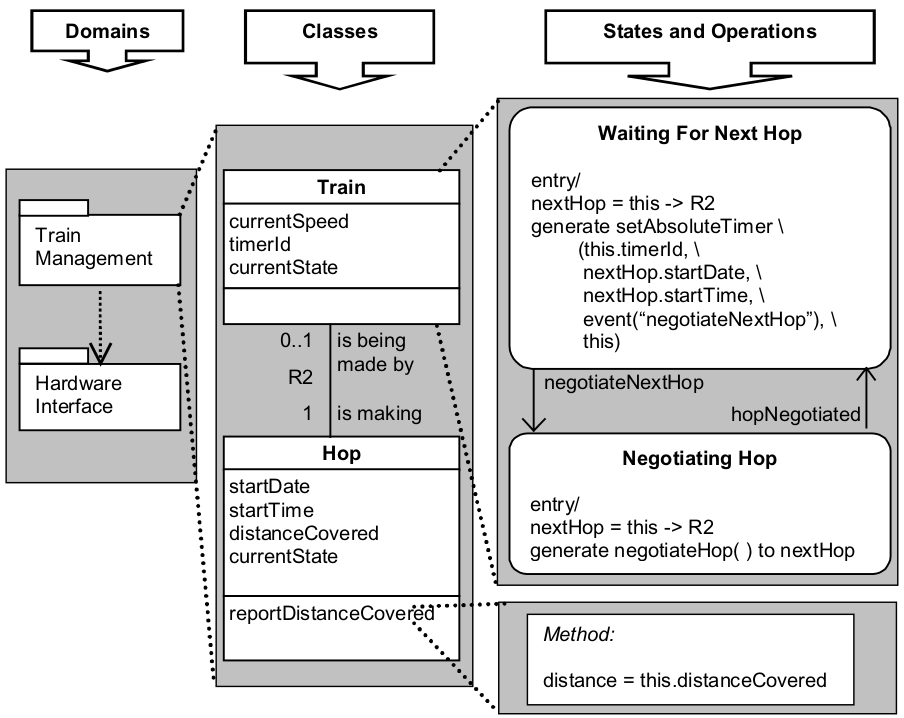 Domains
Classes
States and Operations
Train
Management
Hardware
Interface
Train
currentSpeed
timerId
currentState
0..1
is being
made by
R2
1
is making
Hop
startDate
startTime
distanceCovered
currentState
reportDistanceCovered
Waiting For Next Hop
entry/
nextHop = this -> R2
generate setAbsoluteTimer \
(this.timerId, \
nextHop.startDate, \
nextHop.startTime, \
event(“negotiateNextHop”), \
this)
negotiateNextHop
hopNegotiated
Negotiating Hop
entry/
nextHop = this -> R2
generate negotiateHop( ) to nextHop
Method:
distance = this.distanceCovered